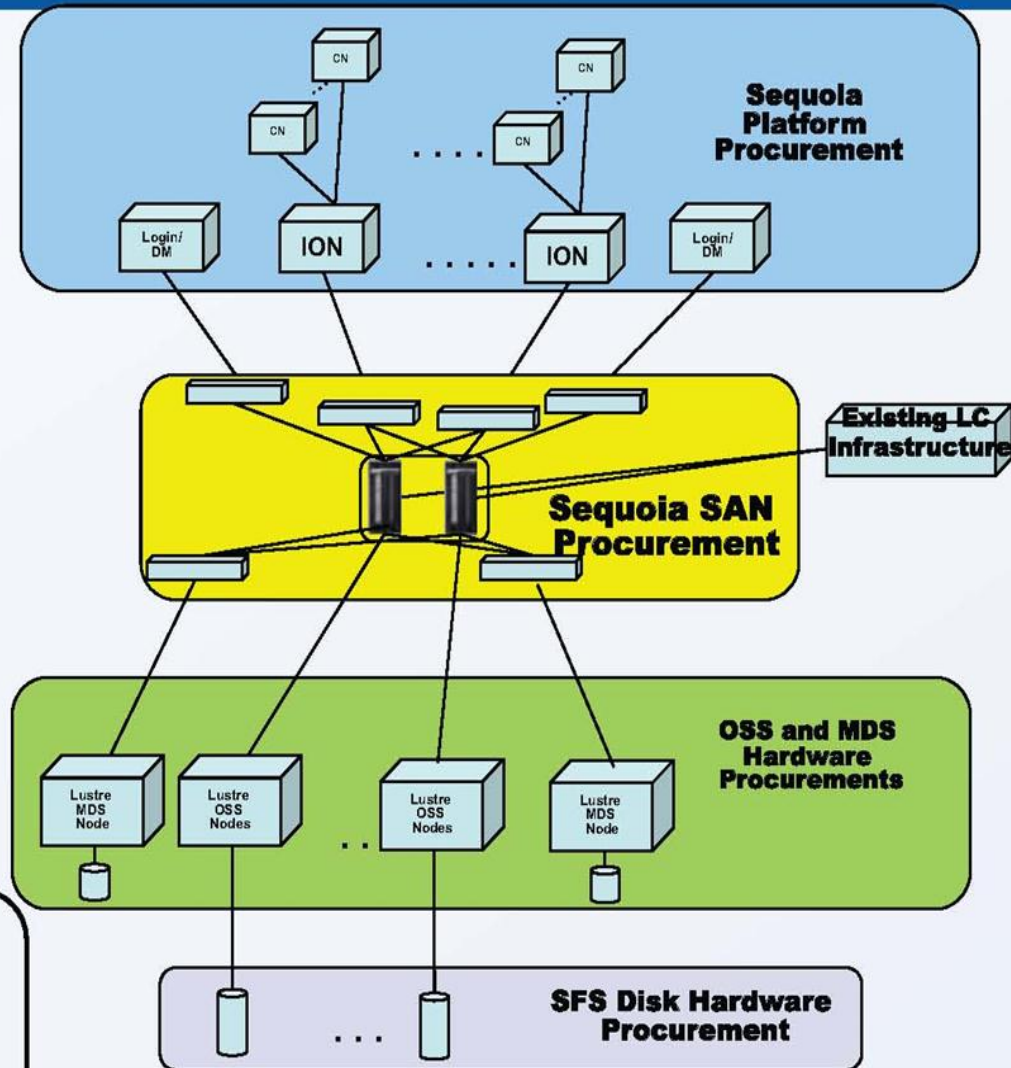 CN
CN
CN
CN
Sequoia
Platform
Procurement
Login/
DM
ION
ION
Login/
DM
Existing LC
Infrastructure
Sequoia SAN
Procurement
OSS and MDS
Hardware
Procurements
Lustre
MDS
Node
Lustre
OSS
Nodes
Lustre
OSS
Nodes
Lustre
MDS
Node
SFS Disk Hardware
Procurement